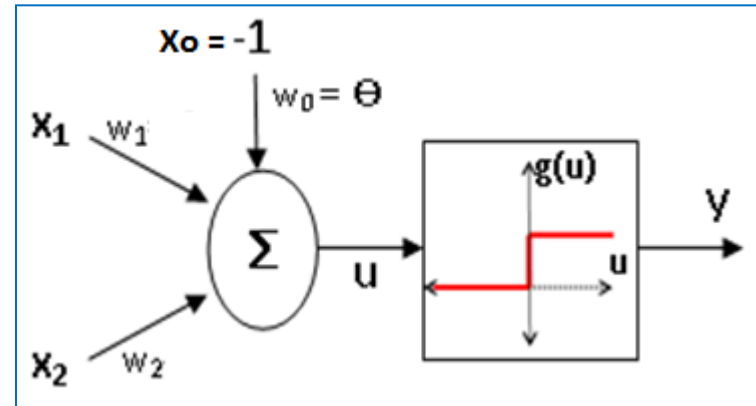 Xo = -1
w₀ = Ө
X₁
w₁
g(u)
y
Σ
u
u
X₂
w₂